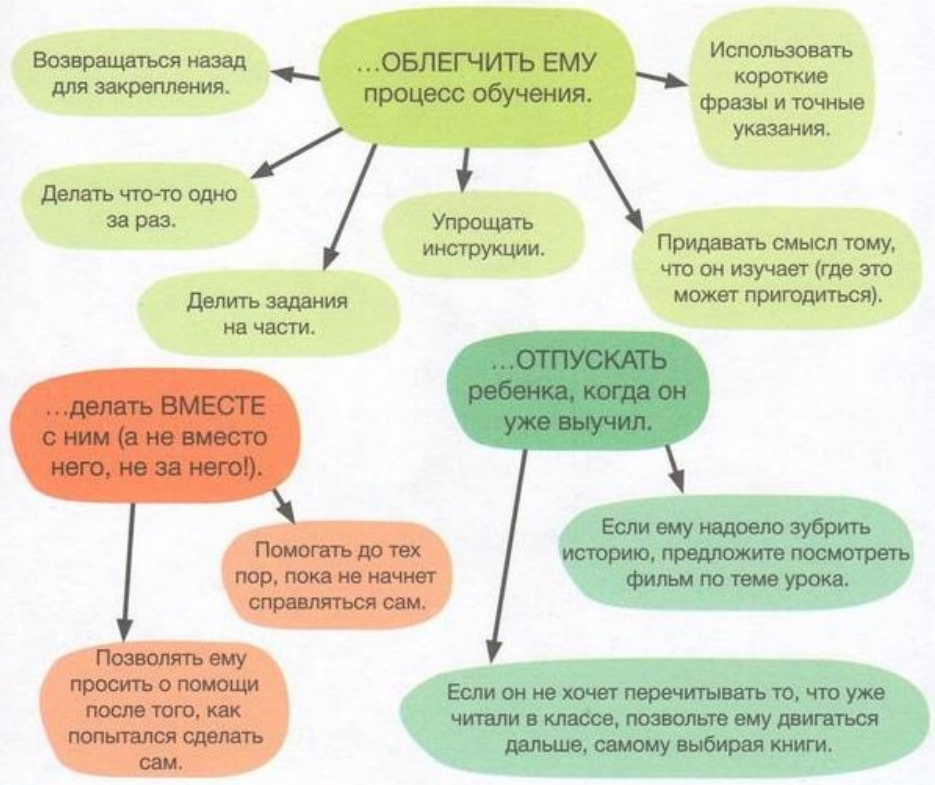 …ОБЛЕГЧИТЬ ЕМУ
процесс обучения.
Возвращаться назад
для закрепления.
Использовать
короткие
фразы и точные
указания.
Делать что-то одно
за раз.
Упрощать
инструкции.
Придавать смысл тому,
что он изучает (где это
может пригодиться).
Делить задания
на части.
…делать ВМЕСТЕ
с ним (а не вместо
него, не за него!).
Помогать до тех
пор, пока не начнет
справляться сам.
Позволять ему
просить о помощи
после того, как
попытался сделать
сам.
…ОТПУСКАТЬ
ребенка, когда он
уже выучил.
Если ему надоело зубрить
историю, предложите посмотреть
фильм по теме урока.
Если он не хочет перечитывать то, что уже
читали в классе, позвольте ему двигаться
дальше, самому выбирая книги.